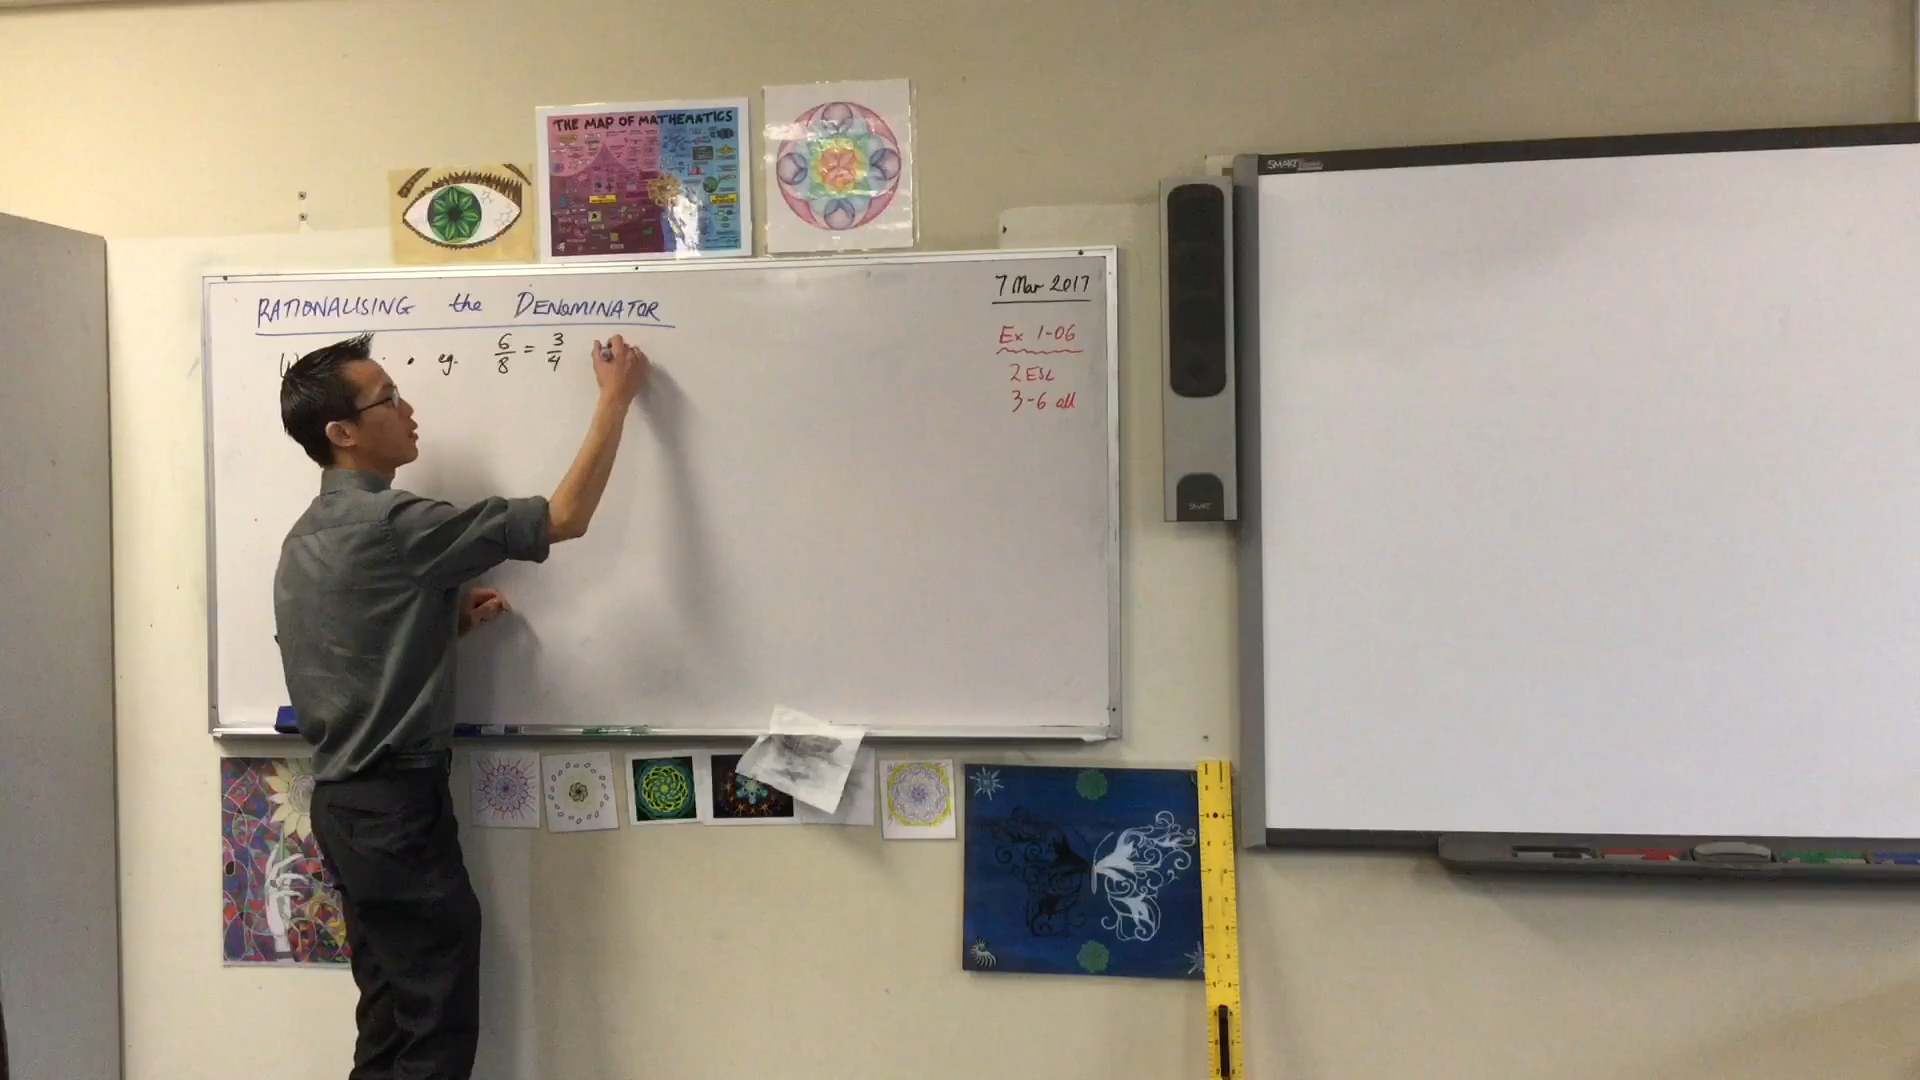 THE MAP OF MATHEMATICS
SMART
RATIONALISING the DENOMINATOR
7 Mar 2017
eg. 6/8 = 3/4
Ex 1-06
2 ESL
3-6 all
SMART